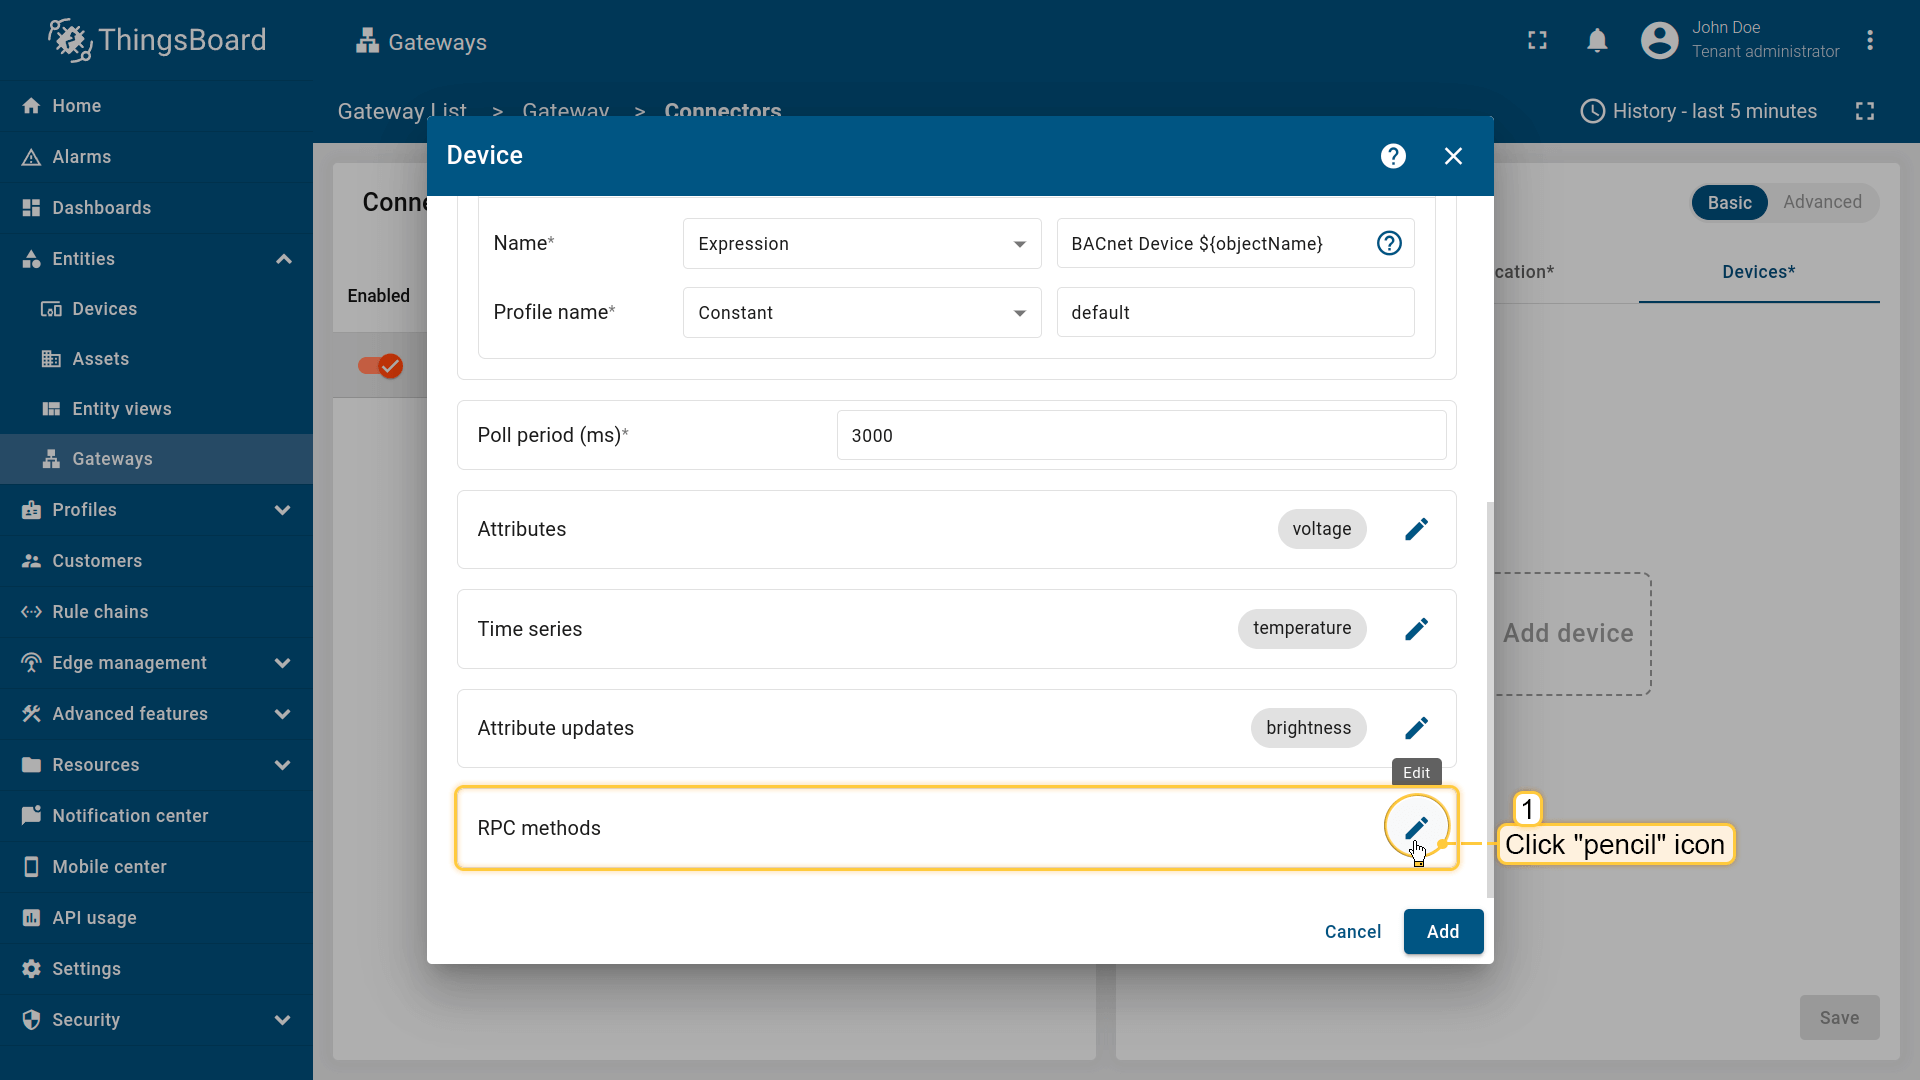 ThingsBoard
Gateways
John Doe
Tenant administrator
Home
Alarms
Dashboards
Entities
Devices
Assets
Entity views
Gateways
Profiles
Customers
Rule chains
Edge management
Advanced features
Resources
Notification center
Mobile center
API usage
Settings
Security
Gateway List > Gateway > Connectors
History - last 5 minutes
Conne
Enabled
Basic Advanced
cation* Devices*
Add device
Save
Device
Name* Expression BACnet Device ${objectName}
Profile name* Constant default
Poll period (ms)* 3000
Attributes voltage
Time series temperature
Attribute updates brightness
Edit
RPC methods
1
Click "pencil" icon
Cancel Add